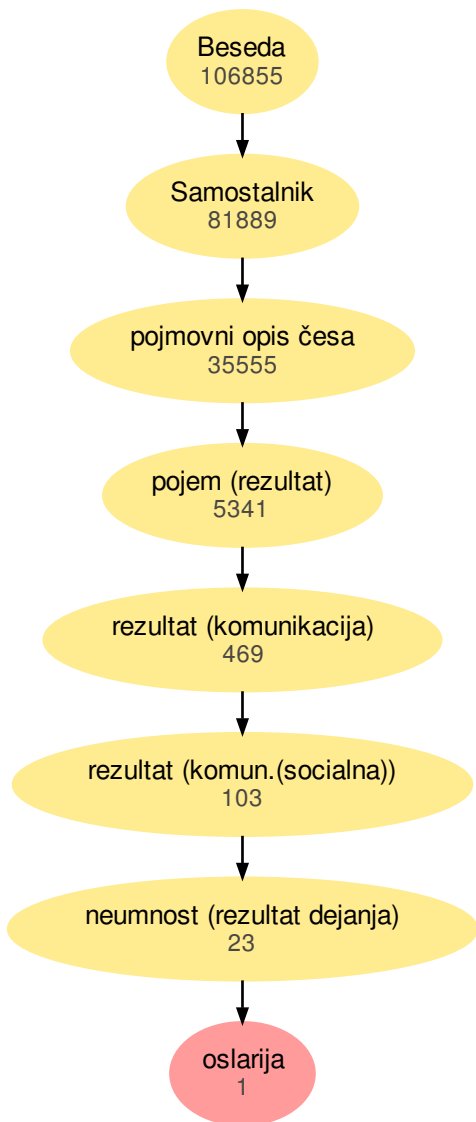 Beseda
106855
Samostalnik
81889
pojmovni opis česa
35555
pojem (rezultat)
5341
rezultat (komunikacija)
469
rezultat (komun.(socialna))
103
neumnost (rezultat dejanja)
23
oslarija
1